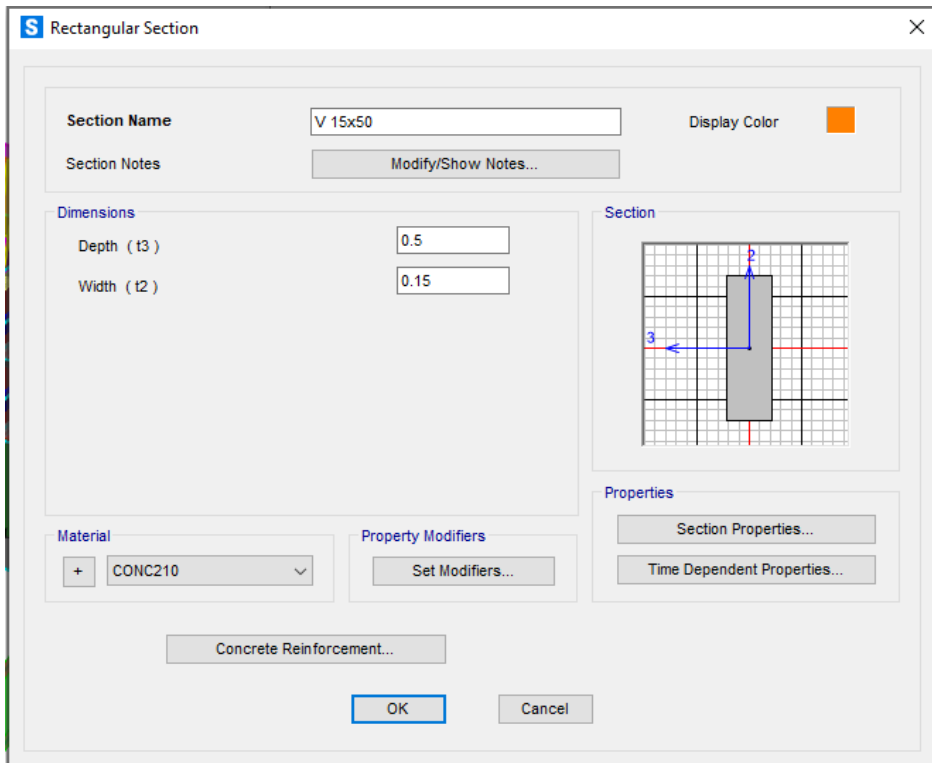 S Rectangular Section
Section Name V 15x50 Display Color
Section Notes Modify/Show Notes...
Dimensions Section
Depth ( t3 ) 0.5
Width ( t2 ) 0.15
2
3
Properties
Material Property Modifiers Section Properties...
+ CONC210 Set Modifiers... Time Dependent Properties...
Concrete Reinforcement...
OK Cancel